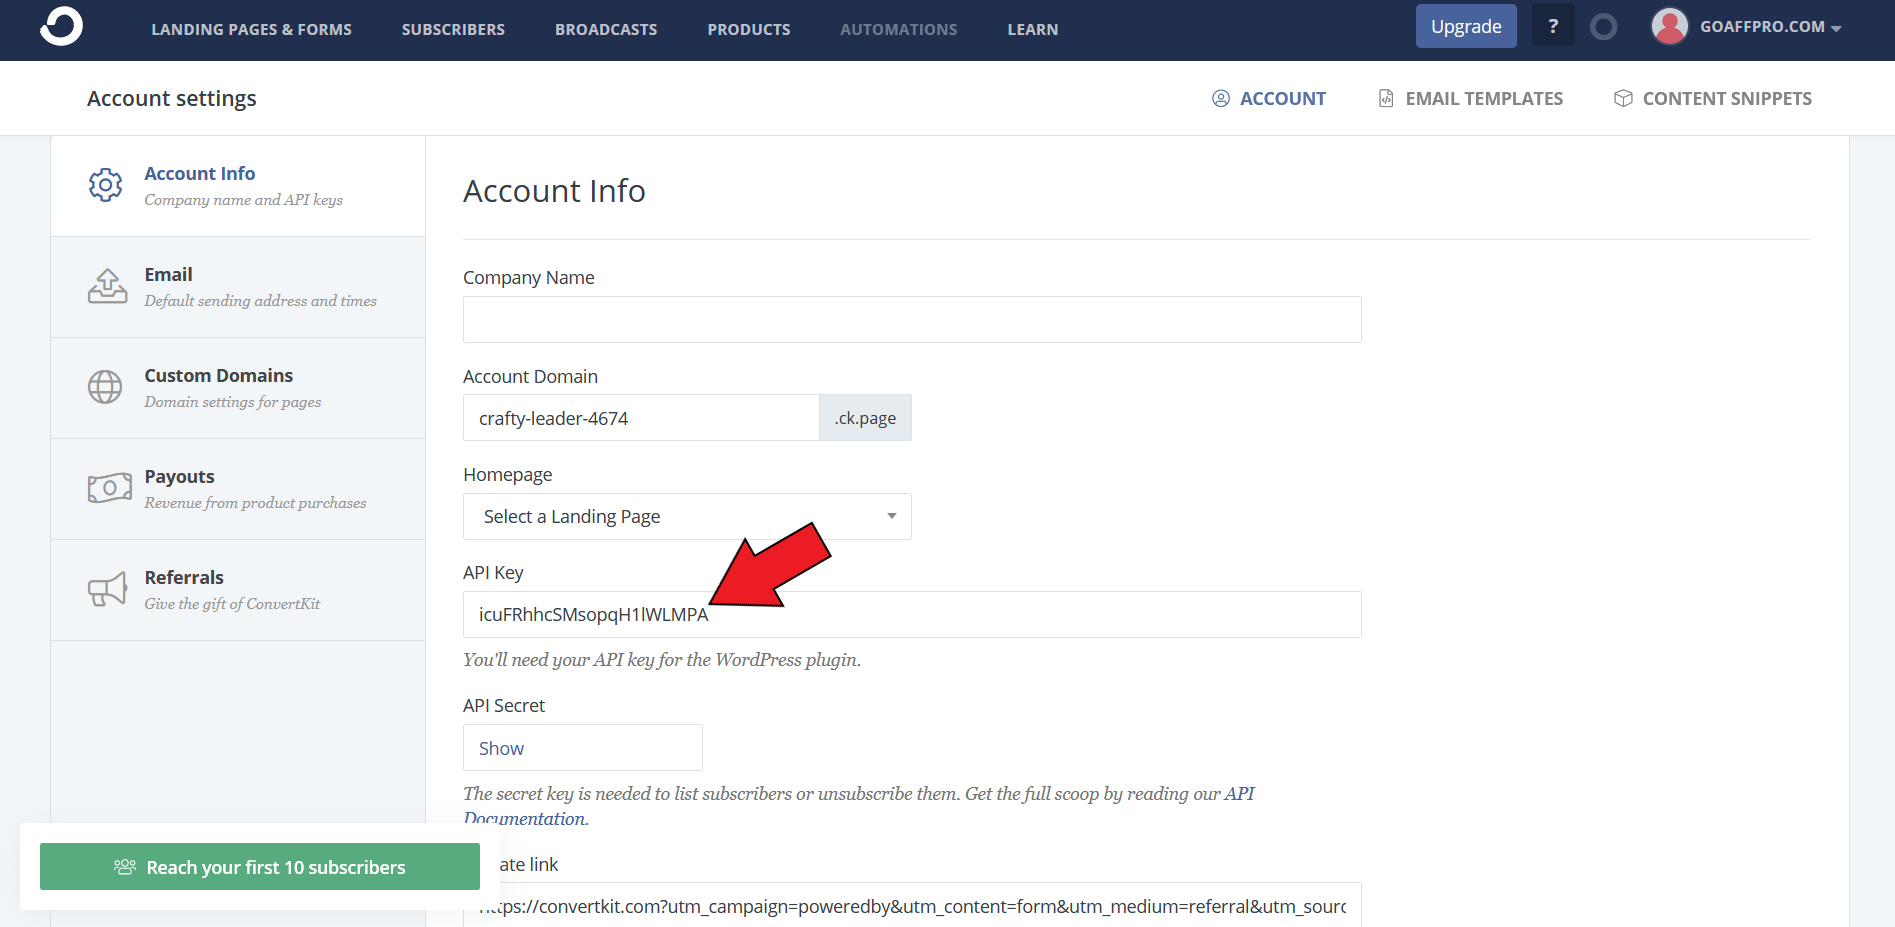 LANDING PAGES & FORMS SUBSCRIBERS BROADCASTS PRODUCTS AUTOMATIONS LEARN Upgrade ? GOAFFPRO.COM
Account settings ACCOUNT EMAIL TEMPLATES CONTENT SNIPPETS
Account Info
Company name and API keys
Email
Default sending address and times
Custom Domains
Domain settings for pages
Payouts
Revenue from product purchases
Referrals
Give the gift of ConvertKit
Account Info
Company Name
Account Domain
crafty-leader-4674 .ck.page
Homepage
Select a Landing Page
API Key
icuFRhhcSMsopqH1lWLMPA
You'll need your API key for the WordPress plugin.
API Secret
Show
The secret key is needed to list subscribers or unsubscribe them. Get the full scoop by reading our API
Documentation.
Reach your first 10 subscribers
link
https://convertkit.com?utm_campaign=poweredby&utm_content=form&utm_medium=referral&utm_sourc